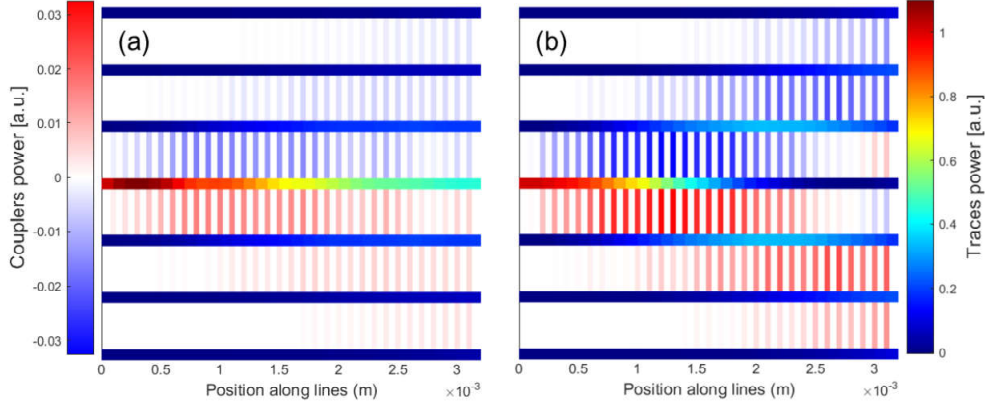 0.03
0.02
0.01
0
-0.01
-0.02
-0.03
Couplers power [a.u.]
(a)
0 0.5 1 1.5 2 2.5 3
Position along lines (m) ×10⁻³
(b)
0 0.5 1 1.5 2 2.5 3
Position along lines (m) ×10⁻³
1
0.8
0.6
0.4
0.2
0
Traces power [a.u.]